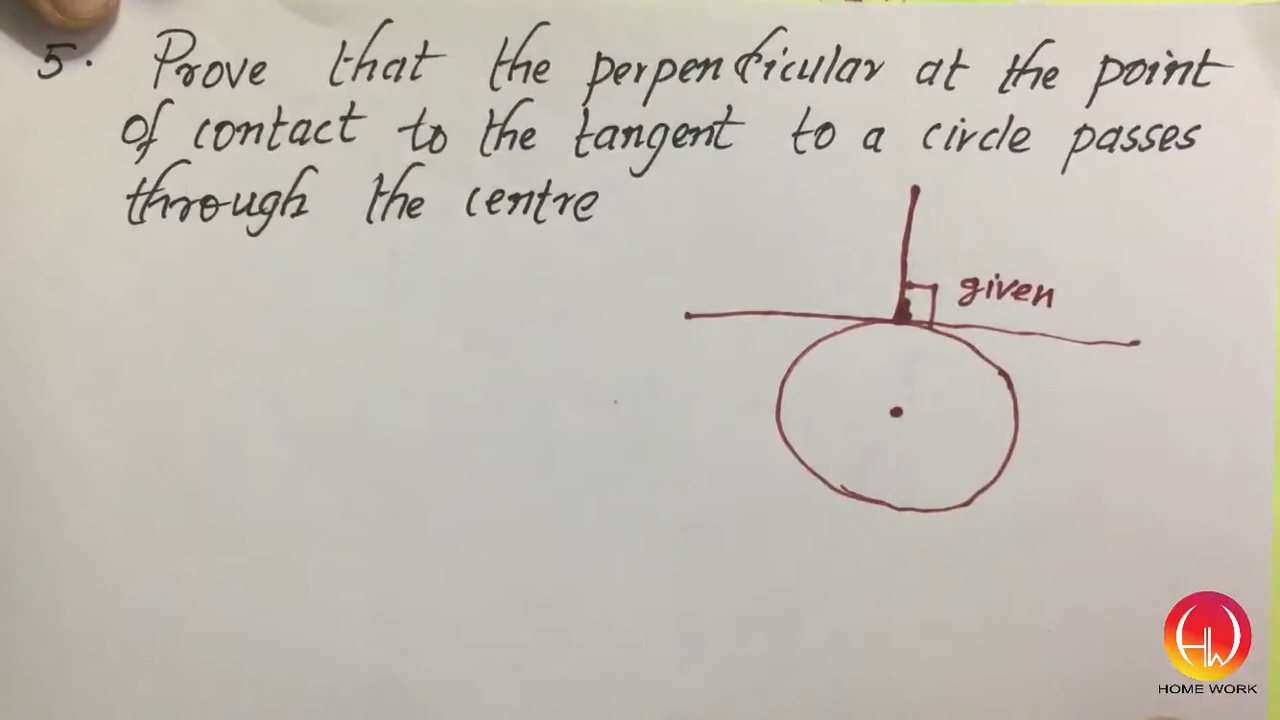 5. Prove that the perpendicular at the point
of contact to the tangent to a circle passes
through the centre
given
HW
HOME WORK